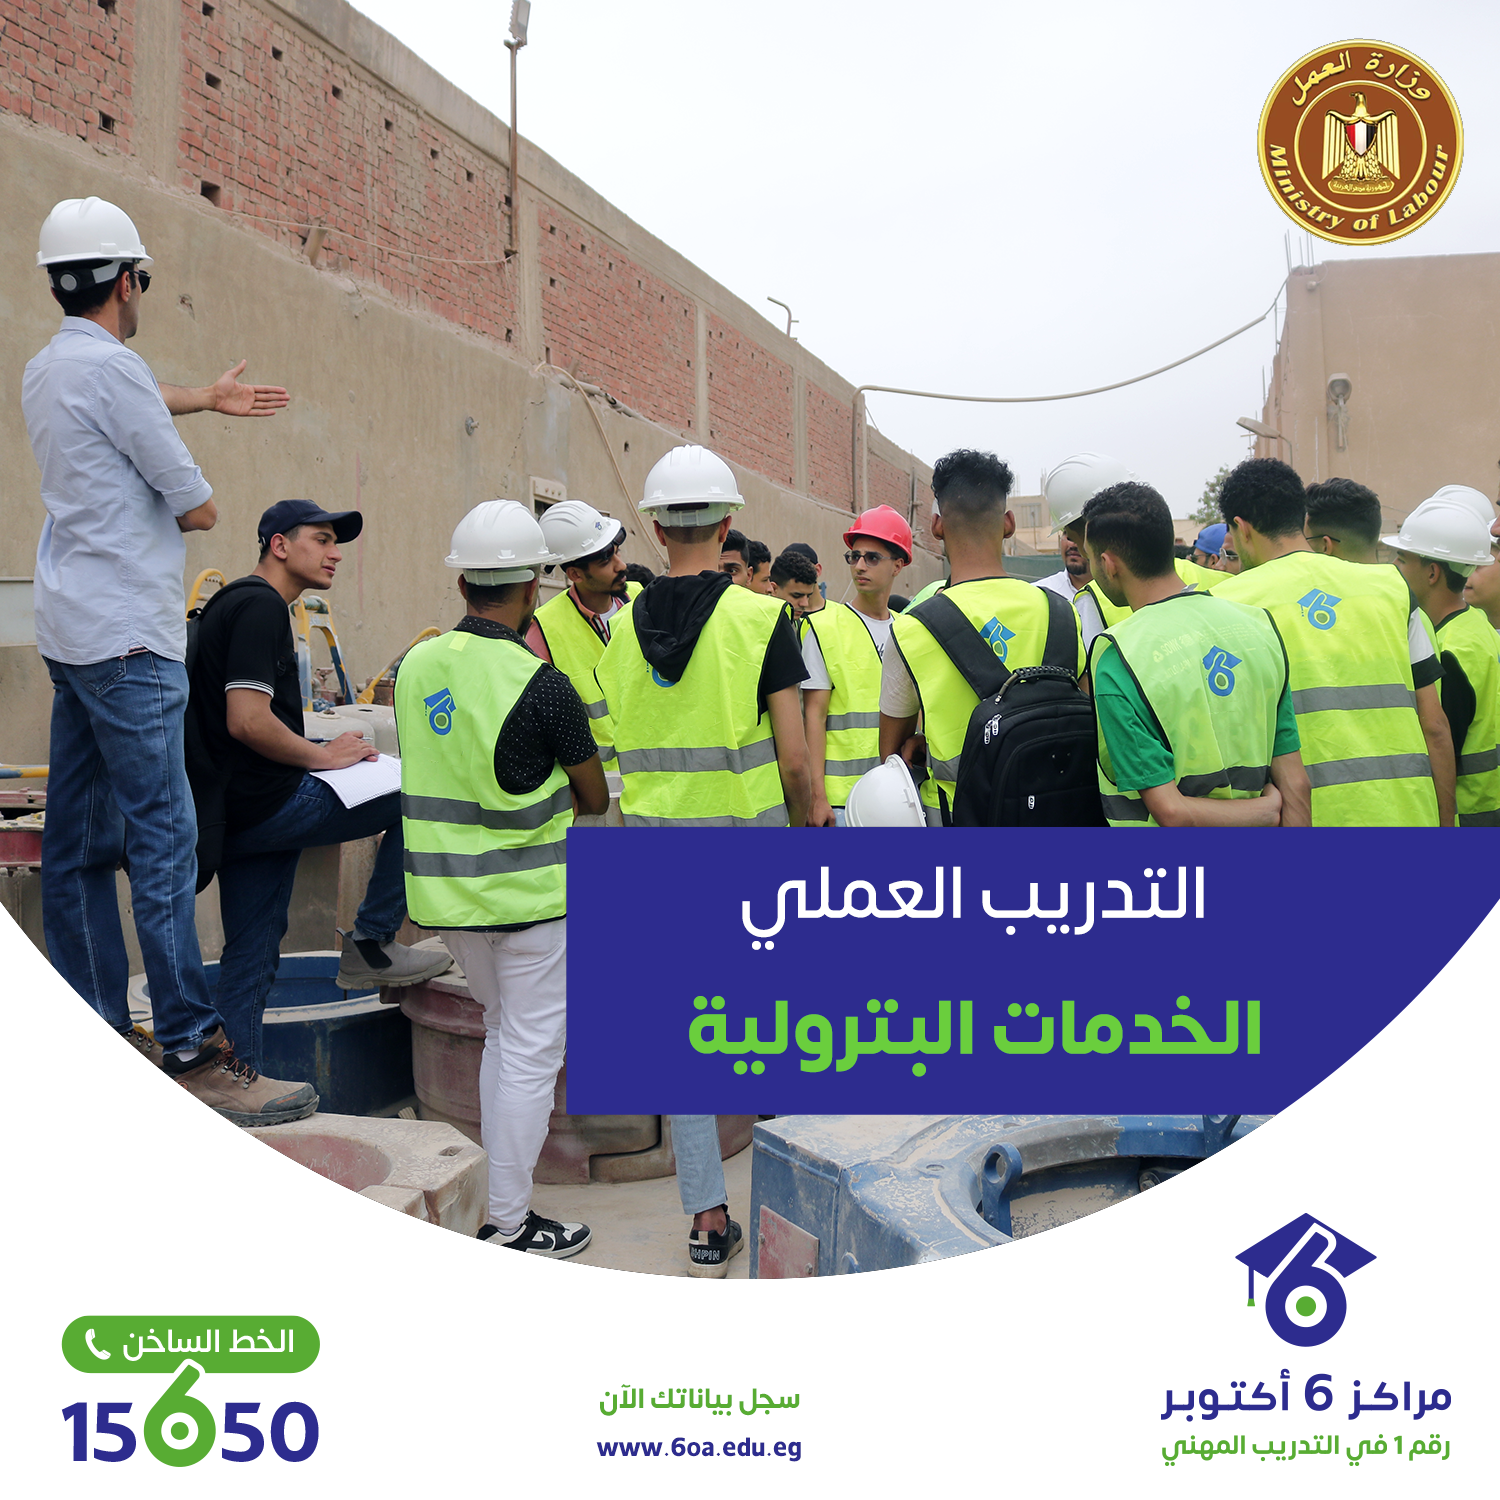 وزارة العمل
Ministry of Labour
التدريب العملي
الخدمات البترولية
الخط الساخن
15650
سجل بياناتك الآن
www.6oa.edu.eg
مراكز 6 أكتوبر
رقم 1 في التدريب المهني